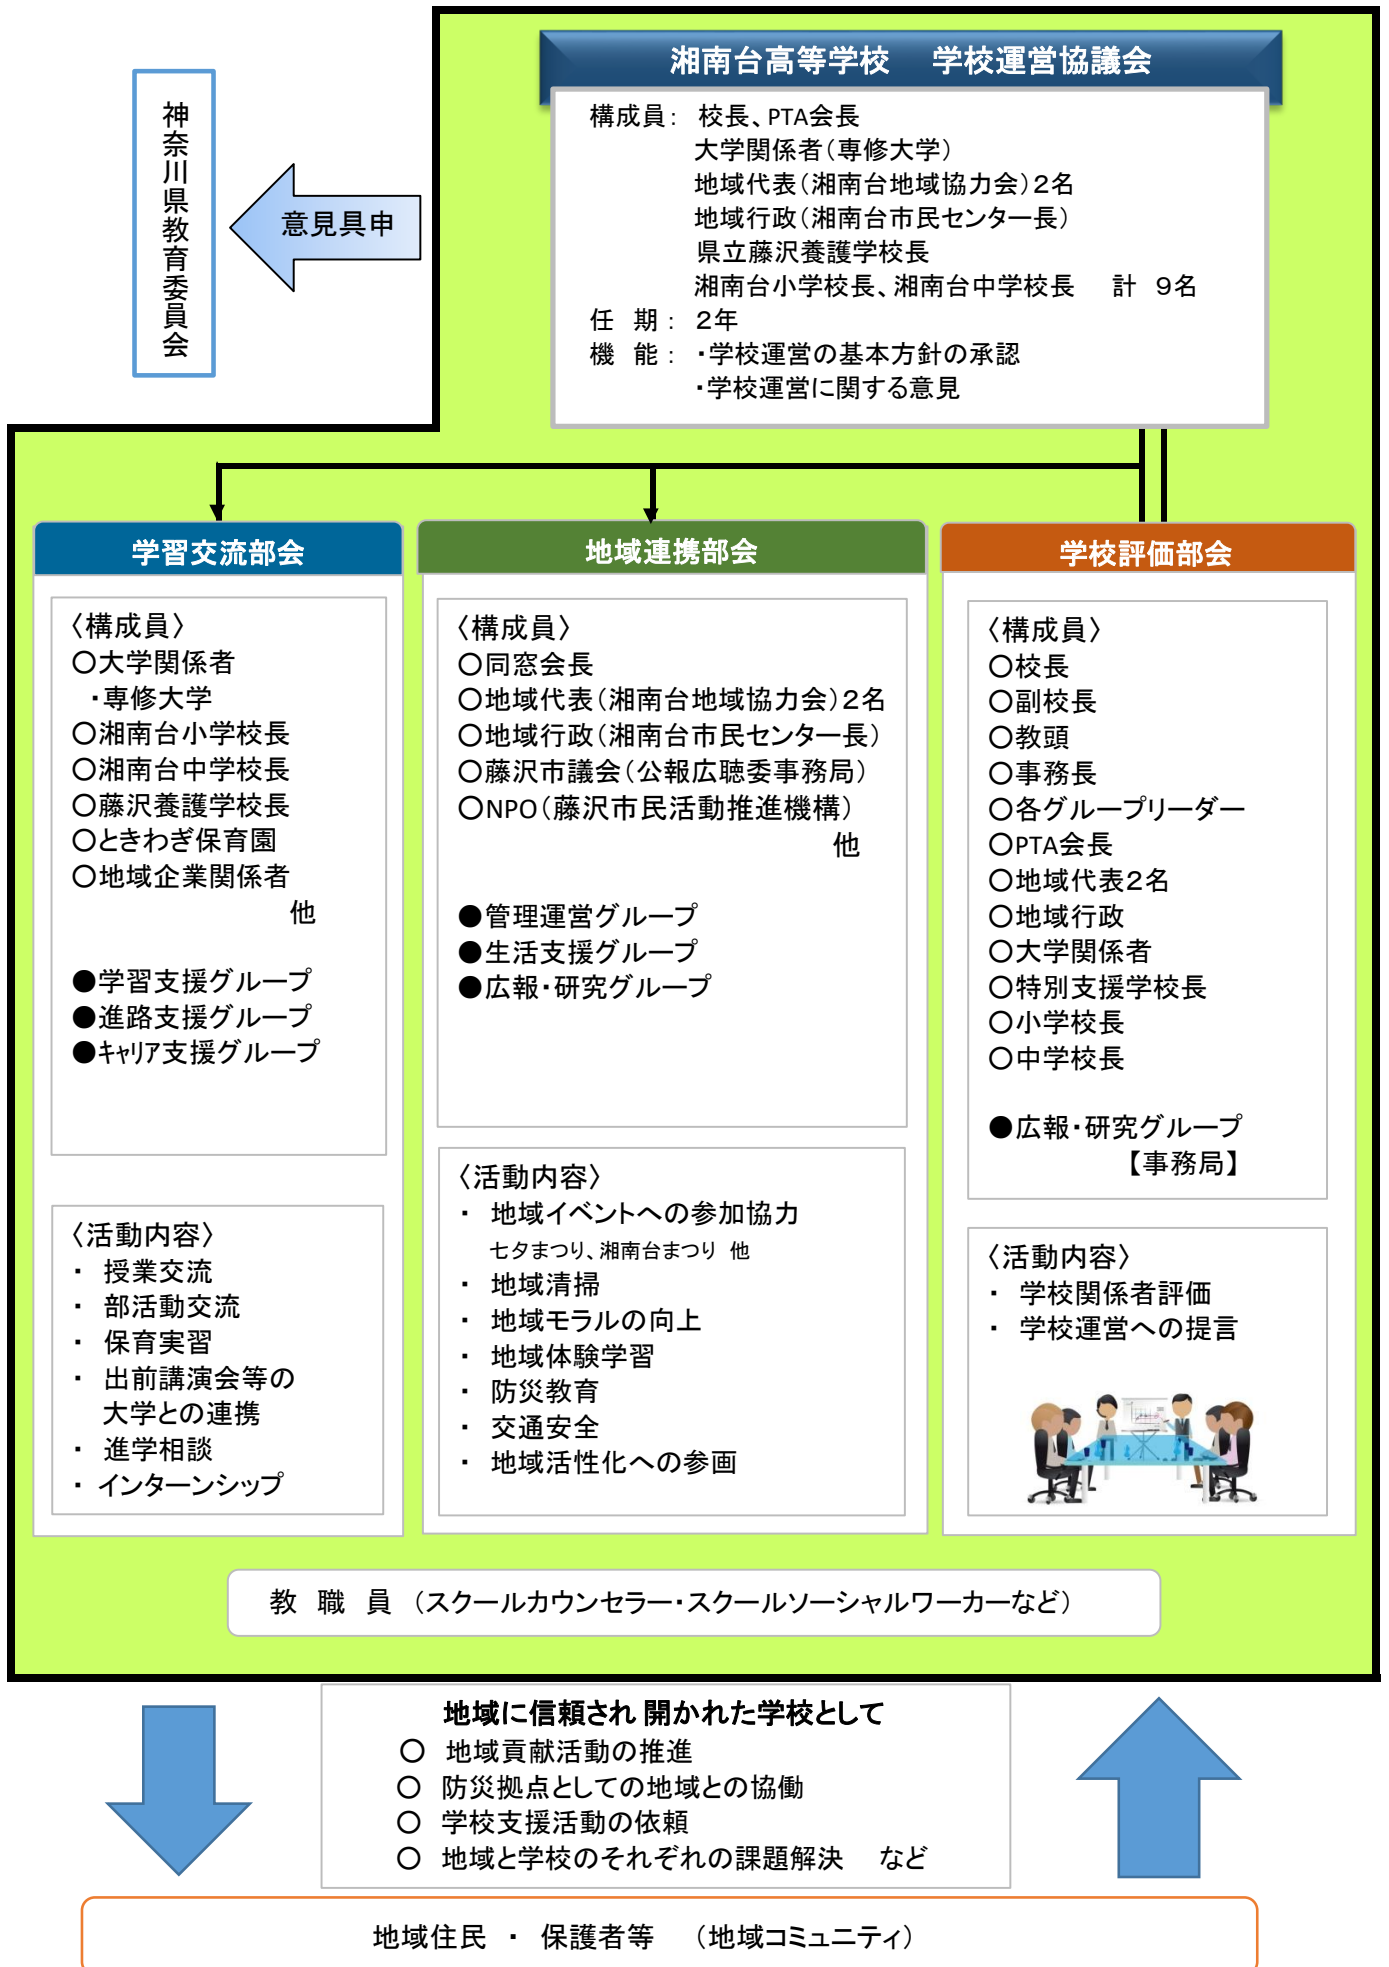 湘南台高等学校　学校運営協議会
神奈川県教育委員会
意見具申
構成員： 校長、PTA会長
大学関係者（専修大学）
地域代表（湘南台地域協力会）２名
地域行政（湘南台市民センター長）
県立藤沢養護学校長
湘南台小学校長、湘南台中学校長　計　９名
任　期： ２年
機　能： ・学校運営の基本方針の承認
・学校運営に関する意見
学習交流部会
〈構成員〉
○大学関係者
・専修大学
○湘南台小学校長
○湘南台中学校長
○藤沢養護学校長
○ときわぎ保育園
○地域企業関係者
他
●学習支援グループ
●進路支援グループ
●キャリア支援グループ
〈活動内容〉
・ 授業交流
・ 部活動交流
・ 保育実習
・ 出前講演会等の
大学との連携
・ 進学相談
・ インターンシップ
地域連携部会
〈構成員〉
○同窓会長
○地域代表（湘南台地域協力会）２名
○地域行政（湘南台市民センター長）
○藤沢市議会（公報広聴委事務局）
○NPO（藤沢市民活動推進機構）
他
●管理運営グループ
●生活支援グループ
●広報・研究グループ
〈活動内容〉
・ 地域イベントへの参加協力
七夕まつり、湘南台まつり 他
・ 地域清掃
・ 地域モラルの向上
・ 地域体験学習
・ 防災教育
・ 交通安全
・ 地域活性化への参画
学校評価部会
〈構成員〉
○校長
○副校長
○教頭
○事務長
○各グループリーダー
○PTA会長
○地域代表２名
○地域行政
○大学関係者
○特別支援学校長
○小学校長
○中学校長
●広報・研究グループ
【事務局】
〈活動内容〉
・ 学校関係者評価
・ 学校運営への提言
教　職　員 （スクールカウンセラー・スクールソーシャルワーカーなど）
地域に信頼され 開かれた学校として
○ 地域貢献活動の推進
○ 防災拠点としての地域との協働
○ 学校支援活動の依頼
○ 地域と学校のそれぞれの課題解決　など
地域住民 ・ 保護者等　（地域コミュニティ）